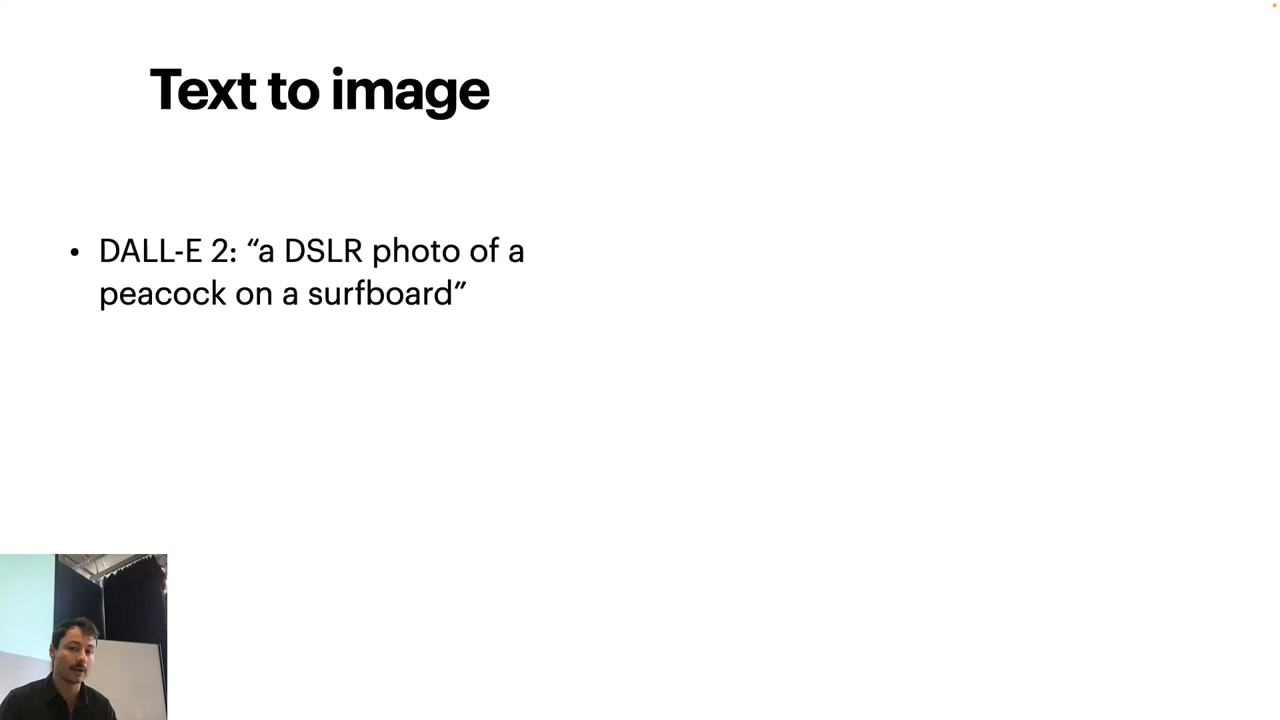 Text to image
• DALL-E 2: “a DSLR photo of a
peacock on a surfboard”